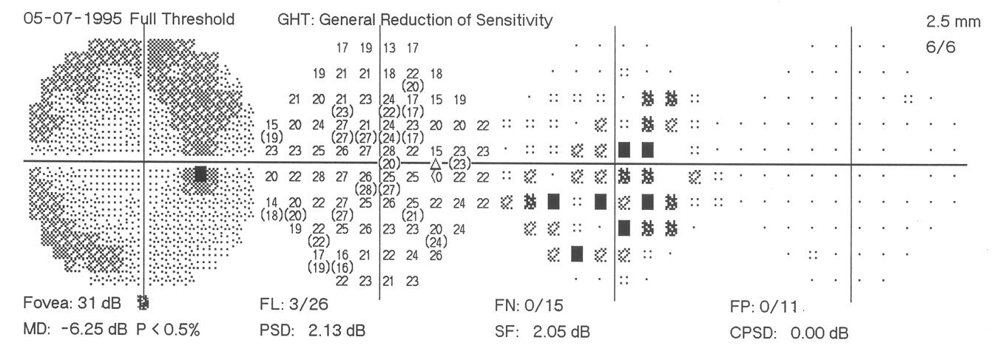 05-07-1995 Full Threshold GHT: General Reduction of Sensitivity 2.5 mm
17 19 13 17 6/6
19 21 21 18 22 18
(20)
21 20 21 23 24 17 15 19
(23) (22)(17)
15 20 24 27 21 24 23 20 20 22
(19) (27)(27)(24)(17)
23 23 25 26 27 28 22 15 23 23
(20) (23)
20 22 28 27 26 25 25 <0 22 22
(28)(27)
14 20 22 27 25 26 25 22 24 22
(18)(20) (27) (21)
19 22 25 26 23 23 20 24
(22) (24)
17 16 21 22 24 26
(19)(16)
22 23 21 23
Fovea: 31 dB FL: 3/26 FN: 0/15 FP: 0/11
MD: -6.25 dB P < 0.5% PSD: 2.13 dB SF: 2.05 dB CPSD: 0.00 dB